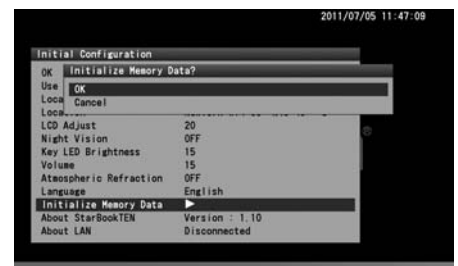 2011/07/05 11:47:09
Initial Configuration
OK
Initialize Memory Data?
Use
OK
Loca
Cancel
LCD Adjust 20
Night Vision OFF
Key LED Brightness 15
Volume 15
Atmospheric Refraction OFF
Language English
Initialize Memory Data ▶
About StarBookTEN Version : 1.10
About LAN Disconnected